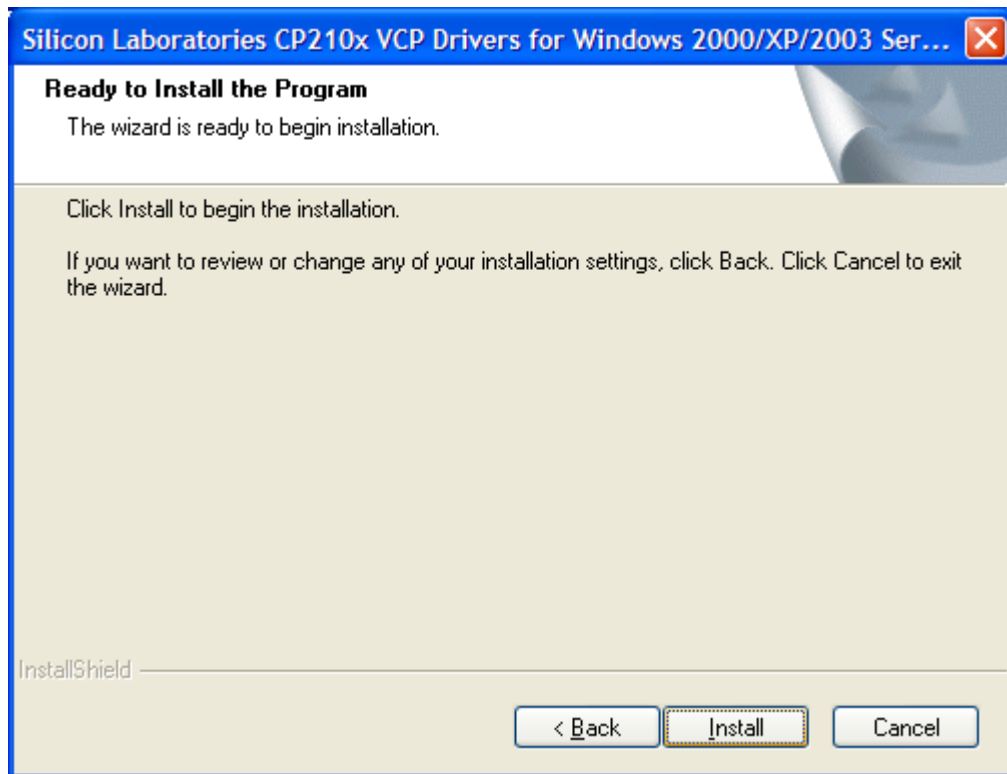 Silicon Laboratories CP210x VCP Drivers for Windows 2000/XP/2003 Ser...
Ready to Install the Program
The wizard is ready to begin installation.
Click Install to begin the installation.
If you want to review or change any of your installation settings, click Back. Click Cancel to exit
the wizard.
InstallShield
< Back
Install
Cancel